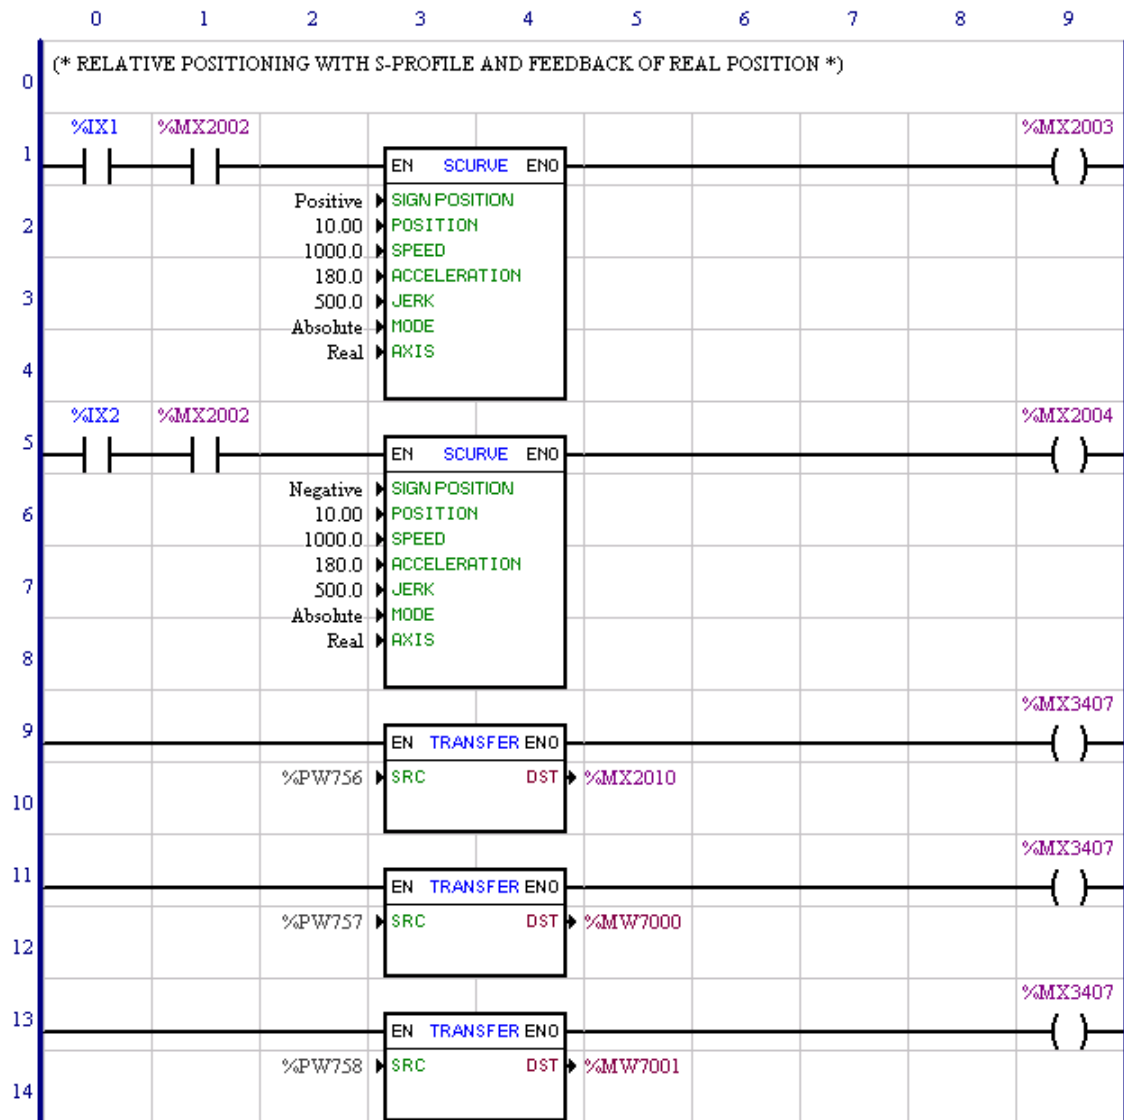 0 1 2 3 4 5 6 7 8 9
0 (* RELATIVE POSITIONING WITH S-PROFILE AND FEEDBACK OF REAL POSITION *)
%IX1 %MX2002 %MX2003
1 EN SCURVE ENO
Positive SIGN POSITION
2 10.00 POSITION
1000.0 SPEED
180.0 ACCELERATION
3 500.0 JERK
Absolute MODE
Real AXIS
4
%IX2 %MX2002 %MX2004
5 EN SCURVE ENO
Negative SIGN POSITION
6 10.00 POSITION
1000.0 SPEED
180.0 ACCELERATION
7 500.0 JERK
Absolute MODE
Real AXIS
8
%MX3407
9 EN TRANSFER ENO
%PW756 SRC DST %MX2010
10
%MX3407
11 EN TRANSFER ENO
%PW757 SRC DST %MW7000
12
%MX3407
13 EN TRANSFER ENO
%PW758 SRC DST %MW7001
14